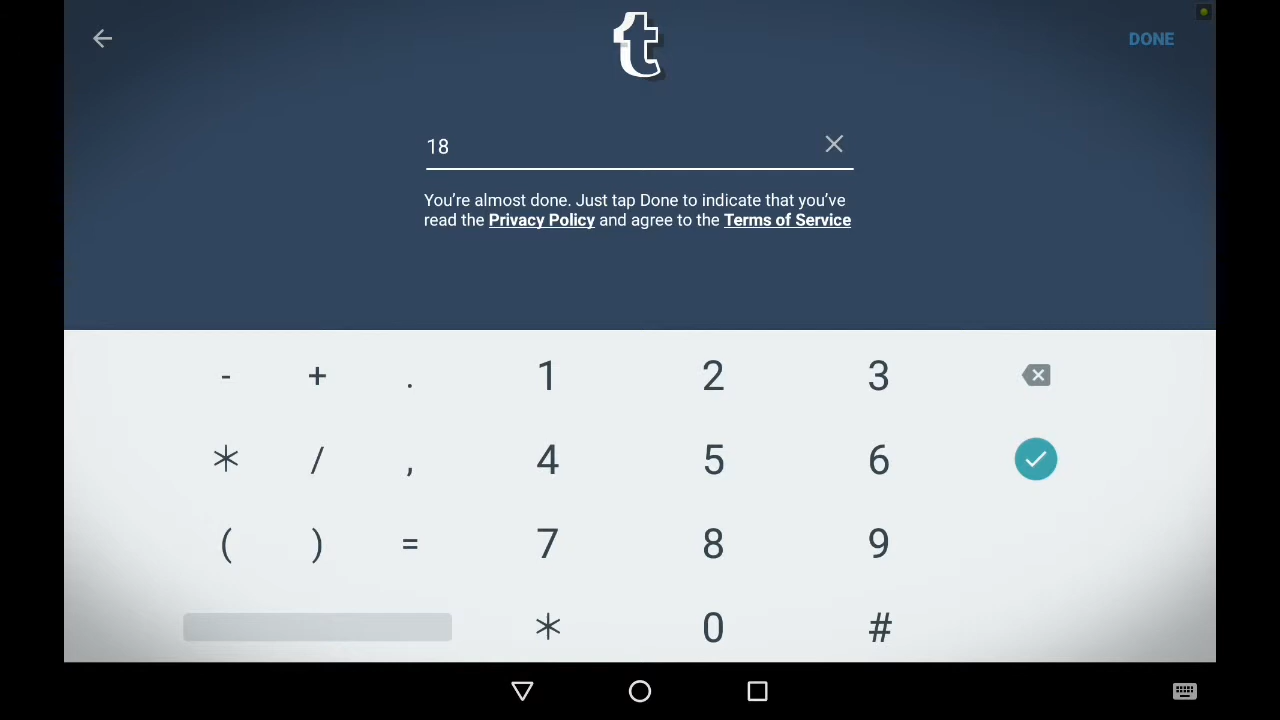 t
DONE
18
You're almost done. Just tap Done to indicate that you've
read the Privacy Policy and agree to the Terms of Service
- + . 1 2 3
* / , 4 5 6
( ) = 7 8 9
* 0 #